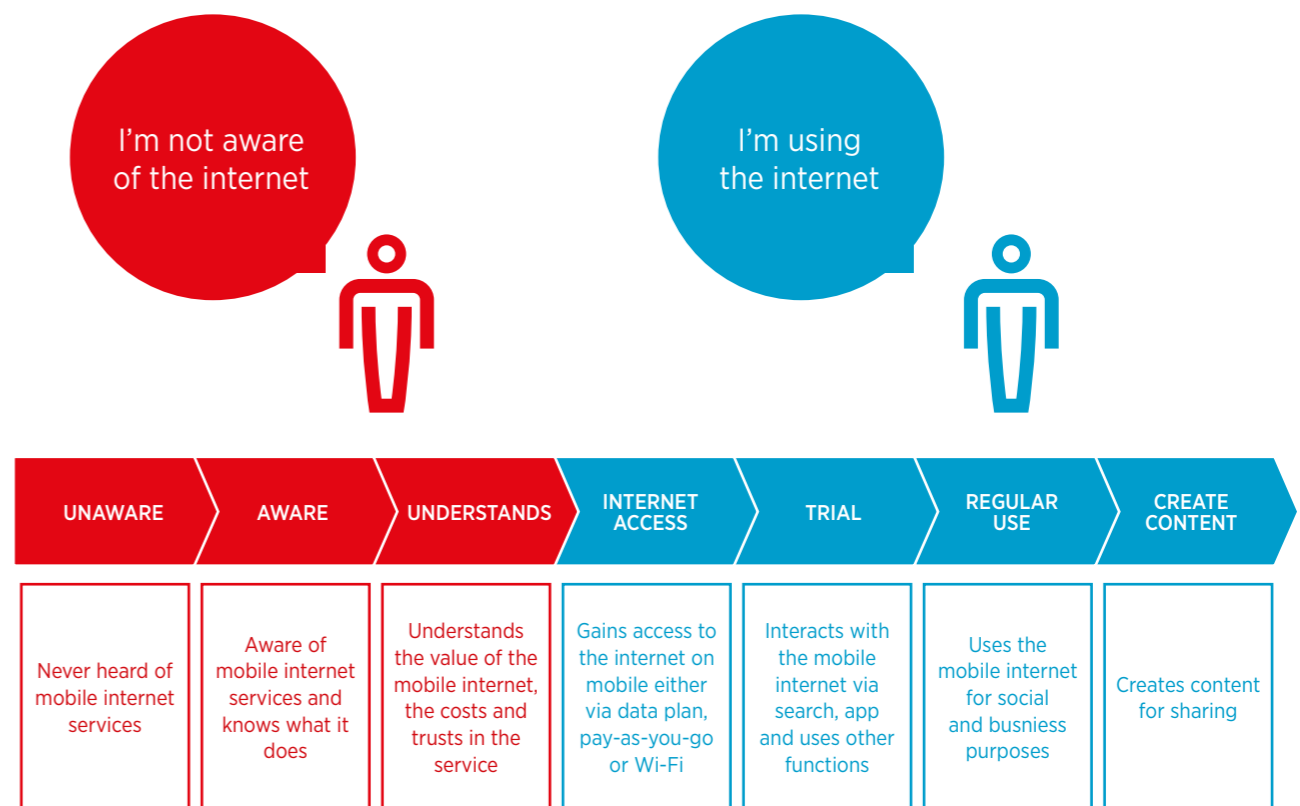 I'm not aware
of the internet
I'm using
the internet
UNAWARE
AWARE
UNDERSTANDS
INTERNET
ACCESS
TRIAL
REGULAR
USE
CREATE
CONTENT
Never heard of
mobile internet
services
Aware of
mobile internet
services and
knows what it
does
Understands
the value of the
mobile internet,
the costs and
trusts in the
service
Gains access to
the internet on
mobile either
via data plan,
pay-as-you-go
or Wi-Fi
Interacts with
the mobile
internet via
search, app
and uses other
functions
Uses the
mobile internet
for social
and busniess
purposes
Creates content
for sharing